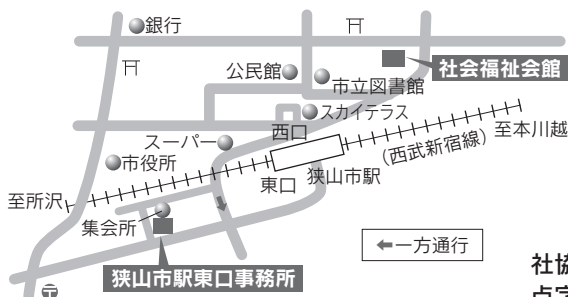 銀行
公民館
市立図書館
社会福祉会館
スカイテラス
西口
スーパー
至本川越
(西武新宿線)
市役所
東口
狭山市駅
至所沢
集会所
←一方通行
狭山市駅東口事務所
社協